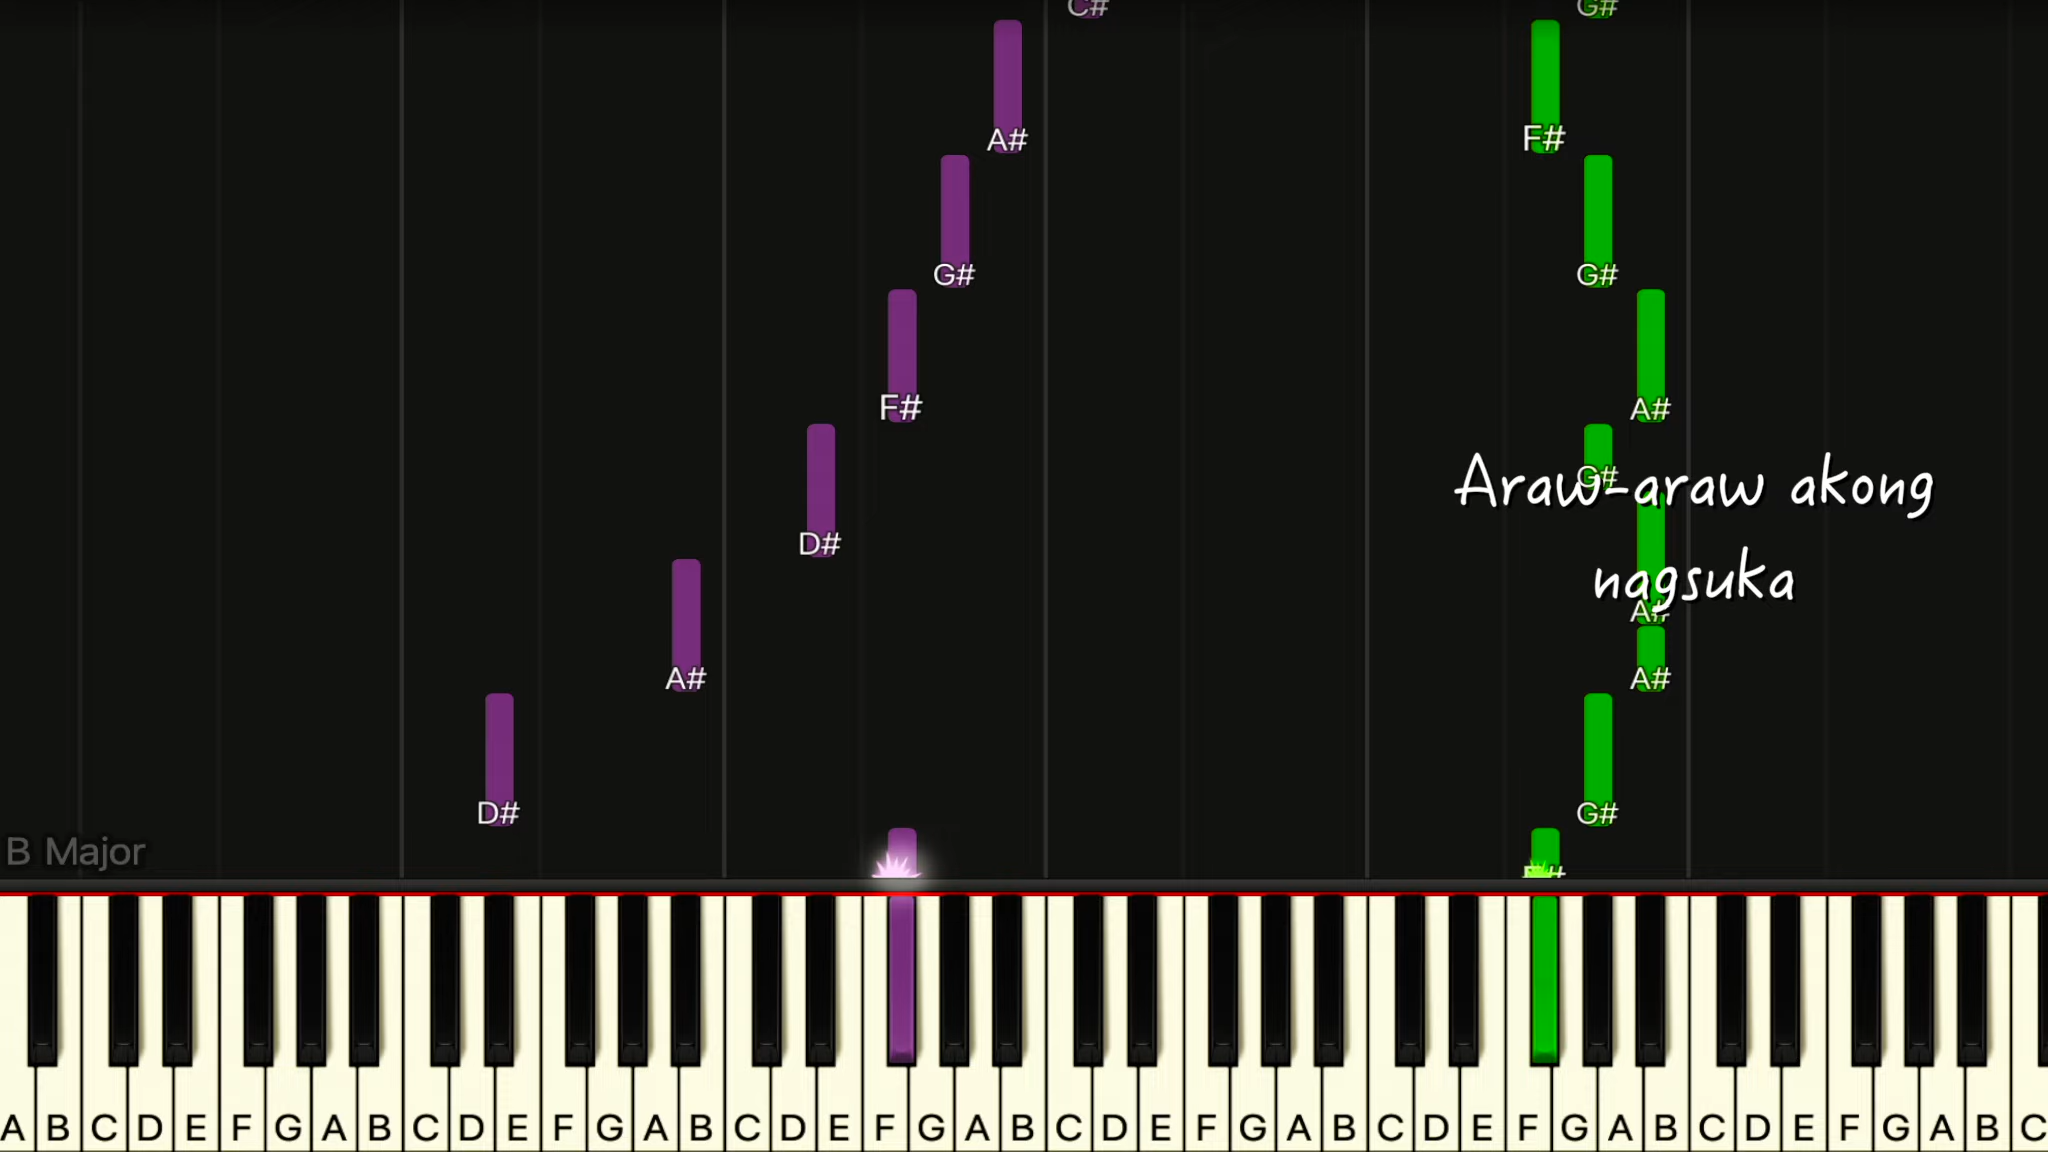 C# G#
A# F#
G# G#
F# A#
G#
Araw-araw akong
nagsuka
D# A#
A# A#
D# G#
B Major
F#
A B C D E F G A B C D E F G A B C D E F G A B C D E F G A B C D E F G A B C D E F G A B C